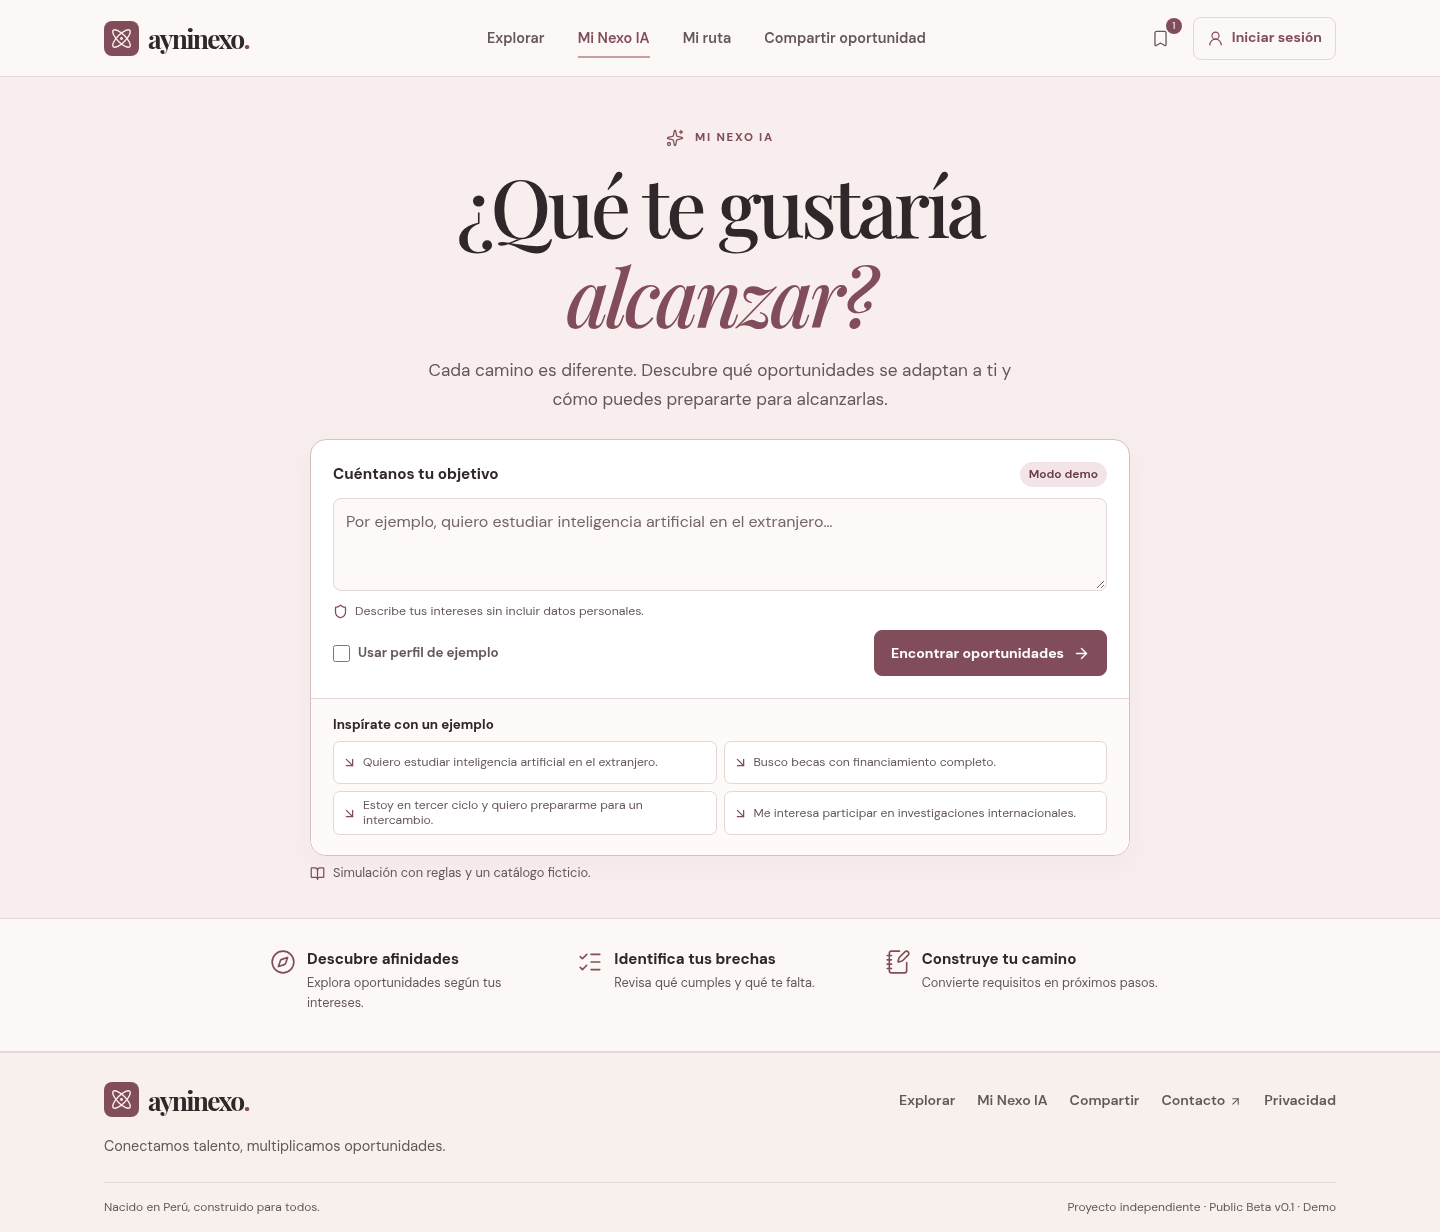 ayninexo.
Explorar
Mi Nexo IA
Mi ruta
Compartir oportunidad
1
Iniciar sesión
MI NEXO IA
¿Qué te gustaría
alcanzar?
Cada camino es diferente. Descubre qué oportunidades se adaptan a ti y
cómo puedes prepararte para alcanzarlas.
Cuéntanos tu objetivo
Modo demo
Por ejemplo, quiero estudiar inteligencia artificial en el extranjero...
Describe tus intereses sin incluir datos personales.
Usar perfil de ejemplo
Encontrar oportunidades
Inspírate con un ejemplo
Quiero estudiar inteligencia artificial en el extranjero.
Busco becas con financiamiento completo.
Estoy en tercer ciclo y quiero prepararme para un
intercambio.
Me interesa participar en investigaciones internacionales.
Simulación con reglas y un catálogo ficticio.
Descubre afinidades
Explora oportunidades según tus
intereses.
Identifica tus brechas
Revisa qué cumples y qué te falta.
Construye tu camino
Convierte requisitos en próximos pasos.
ayninexo.
Explorar
Mi Nexo IA
Compartir
Contacto
Privacidad
Conectamos talento, multiplicamos oportunidades.
Nacido en Perú, construido para todos.
Proyecto independiente · Public Beta v0.1 · Demo